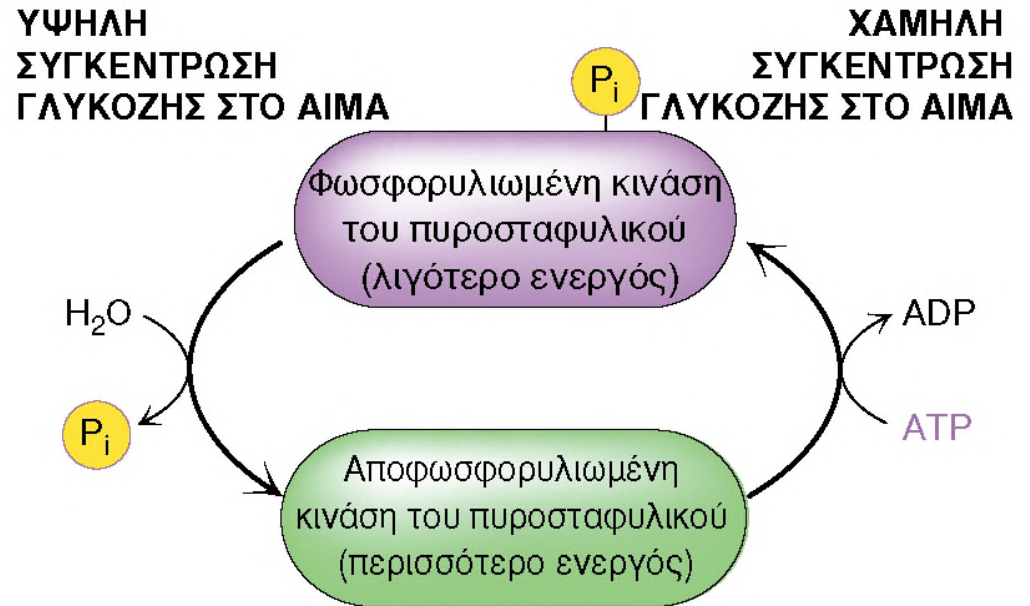 ΥΨΗΛΗ
ΣΥΓΚΕΝΤΡΩΣΗ
ΓΛΥΚΟΖΗΣ ΣΤΟ ΑΙΜΑ
ΧΑΜΗΛΗ
ΣΥΓΚΕΝΤΡΩΣΗ
ΓΛΥΚΟΖΗΣ ΣΤΟ ΑΙΜΑ
Pi
Φωσφορυλιωμένη κινάση
του πυροσταφυλικού
(λιγότερο ενεργός)
H2O
Pi
ADP
ATP
Αποφωσφορυλιωμένη
κινάση του πυροσταφυλικού
(περισσότερο ενεργός)